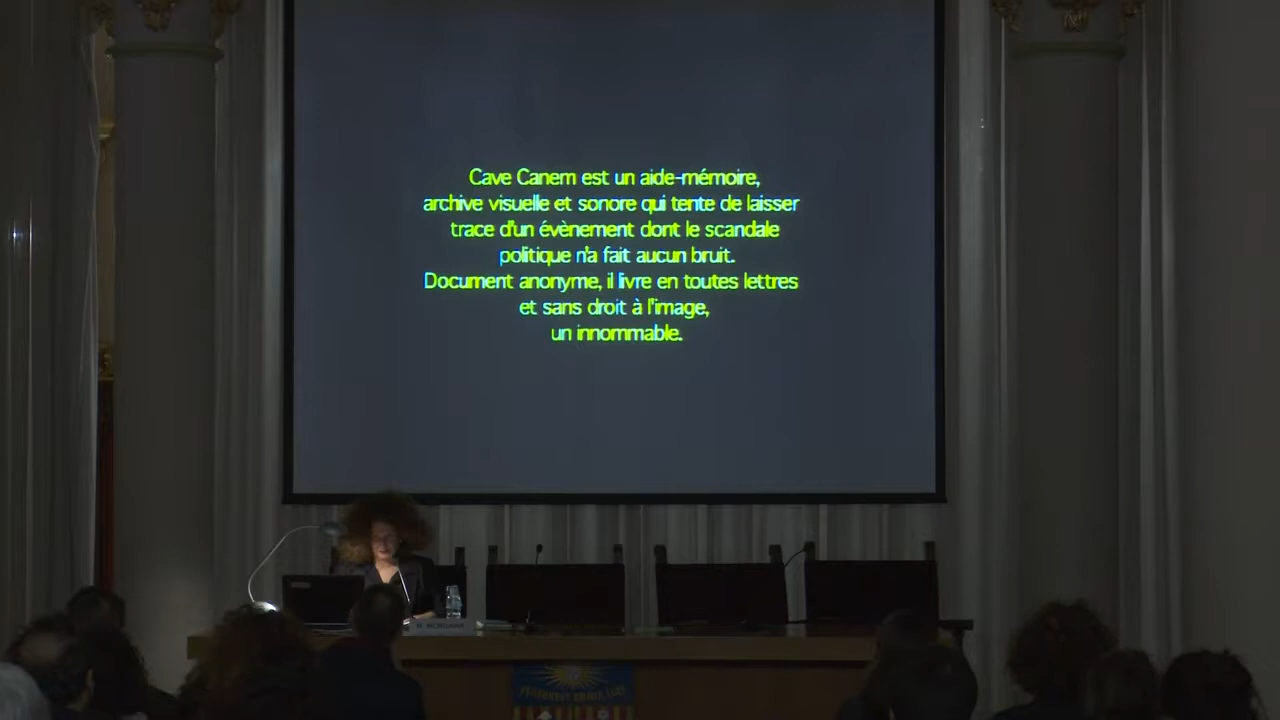 Cave Canem est un aide-mémoire,
archive visuelle et sonore qui tente de laisser
trace d'un évènement dont le scandale
politique n'a fait aucun bruit.
Document anonyme, il livre en toutes lettres
et sans droit à l'image,
un innommable.